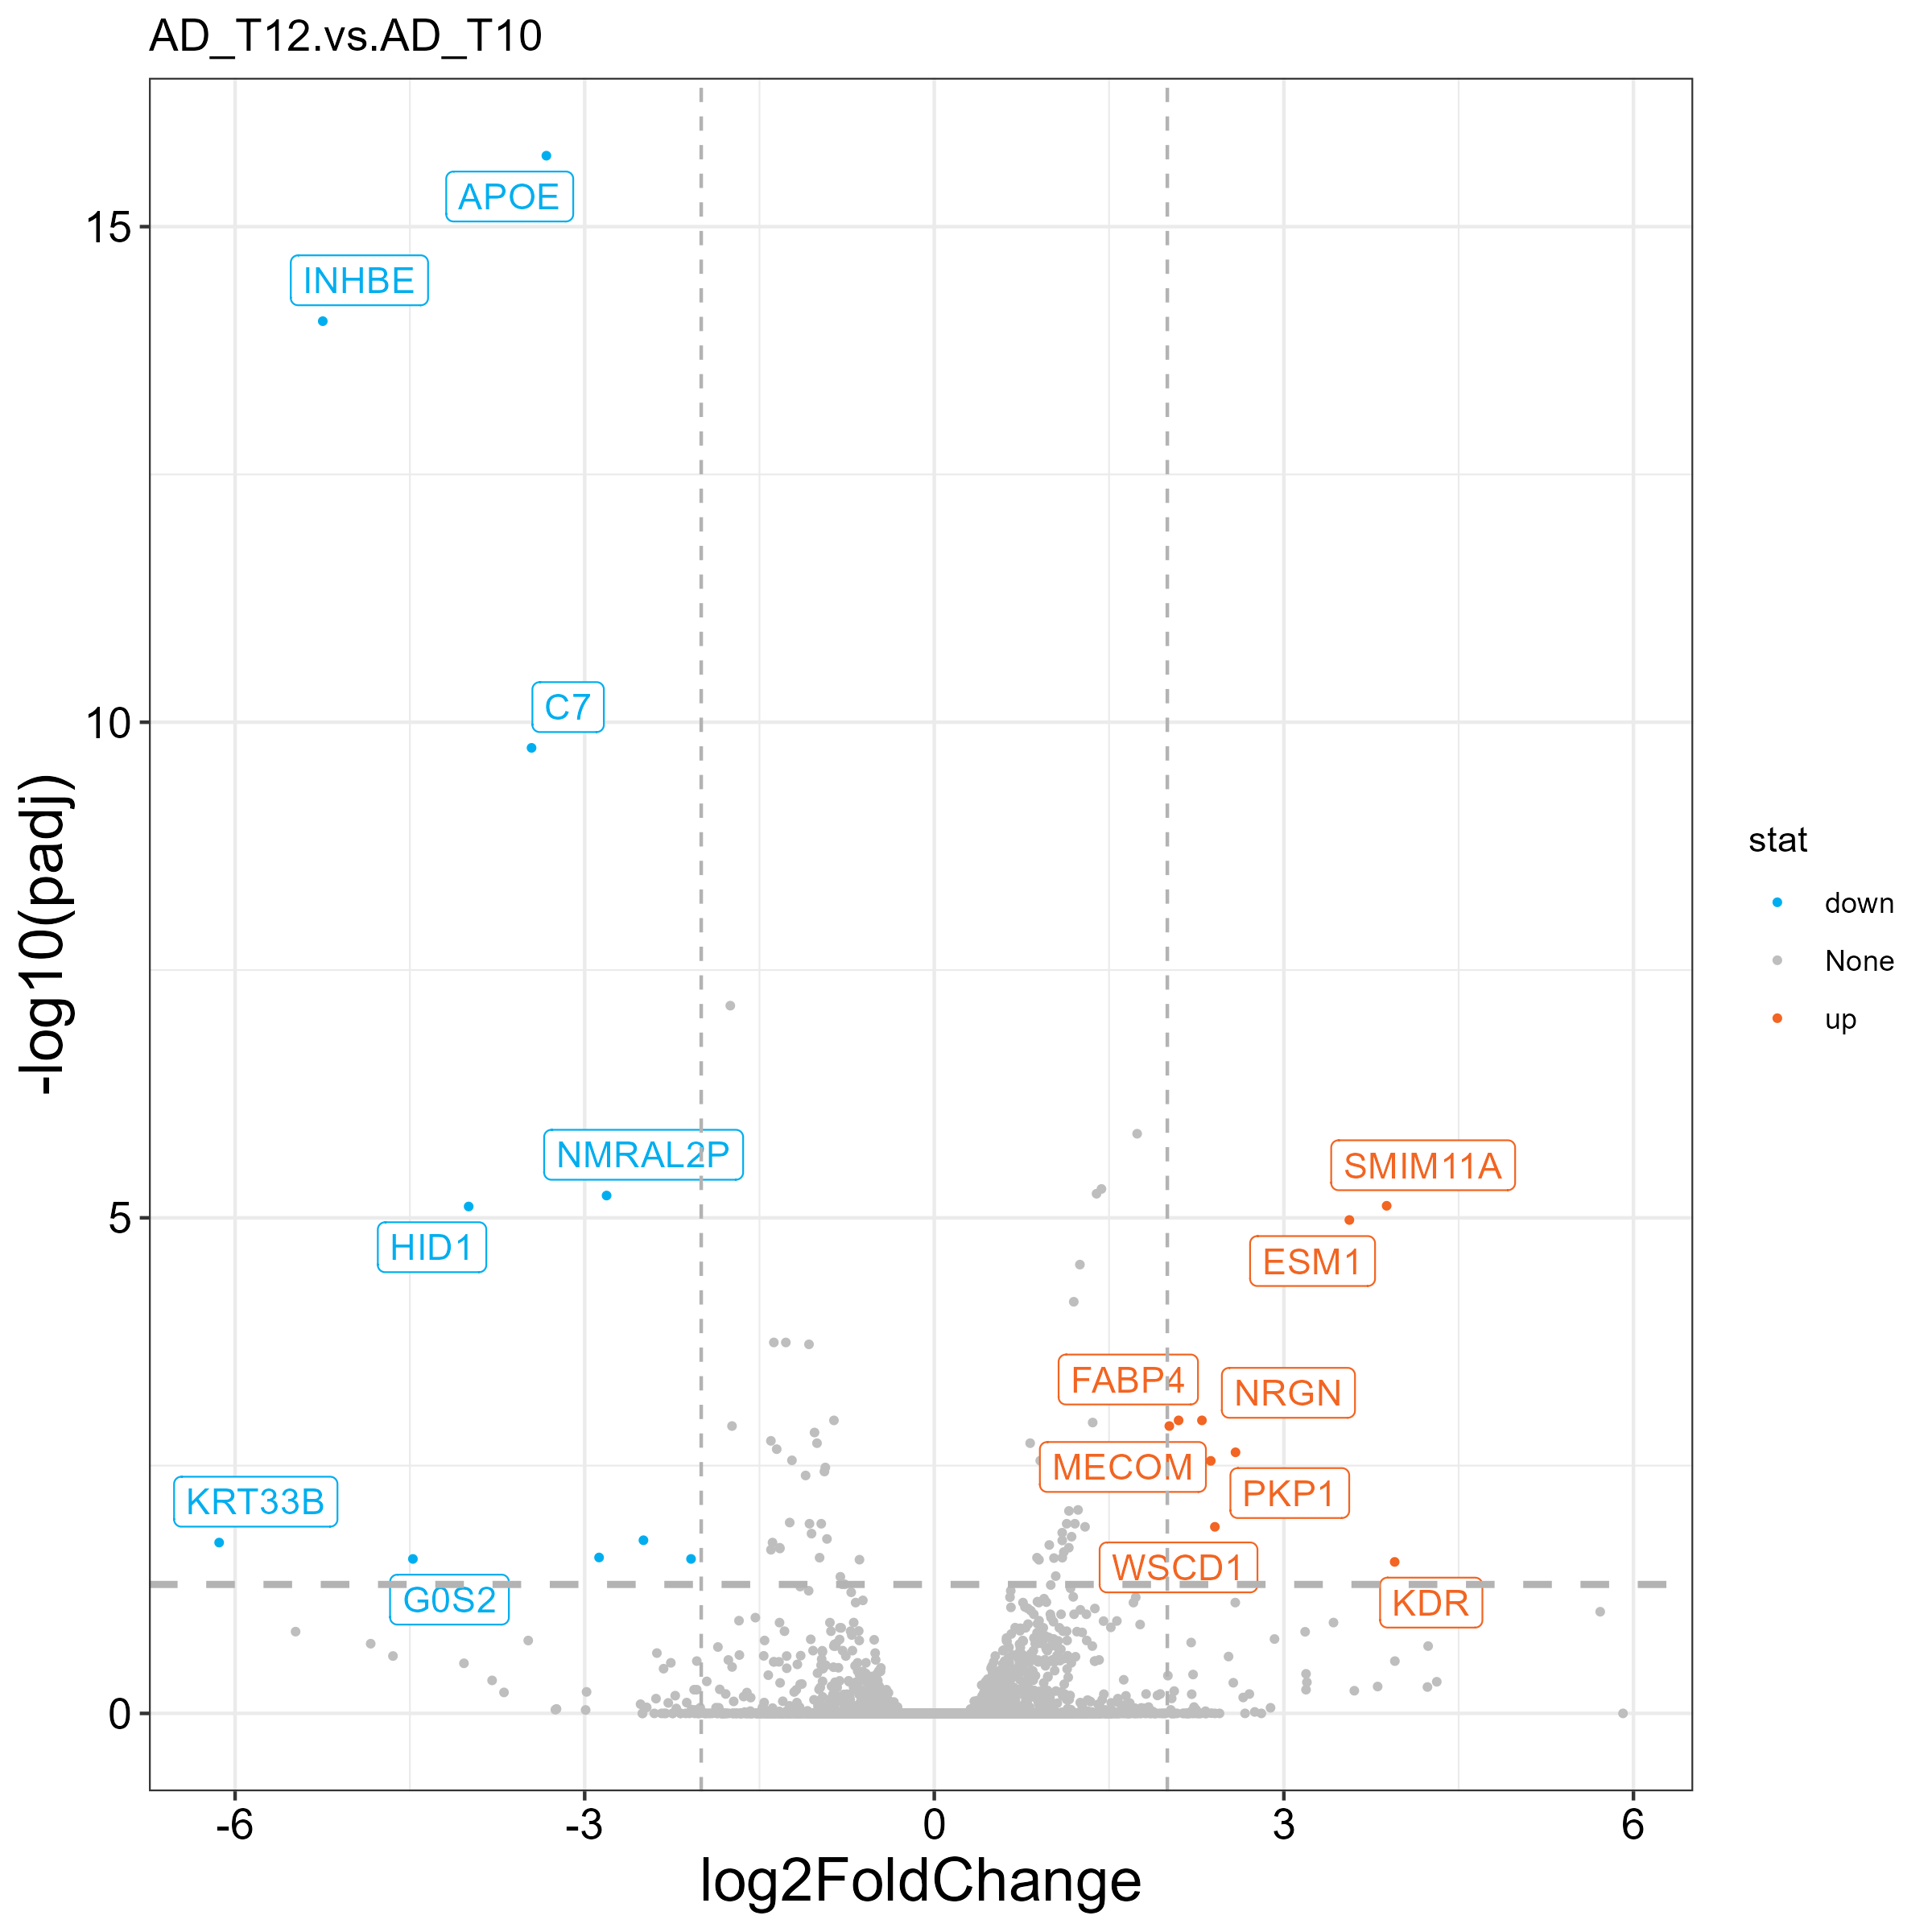 AD_T12.vs.AD_T10
-log10(padj)
15
10
5
0
APOE
INHBE
C7
NMRAL2P
HID1
SMIM11A
ESM1
FABP4
NRGN
MECOM
PKP1
KRT33B
WSCD1
G0S2
KDR
-6
-3
0
3
6
log2FoldChange
stat
down
None
up